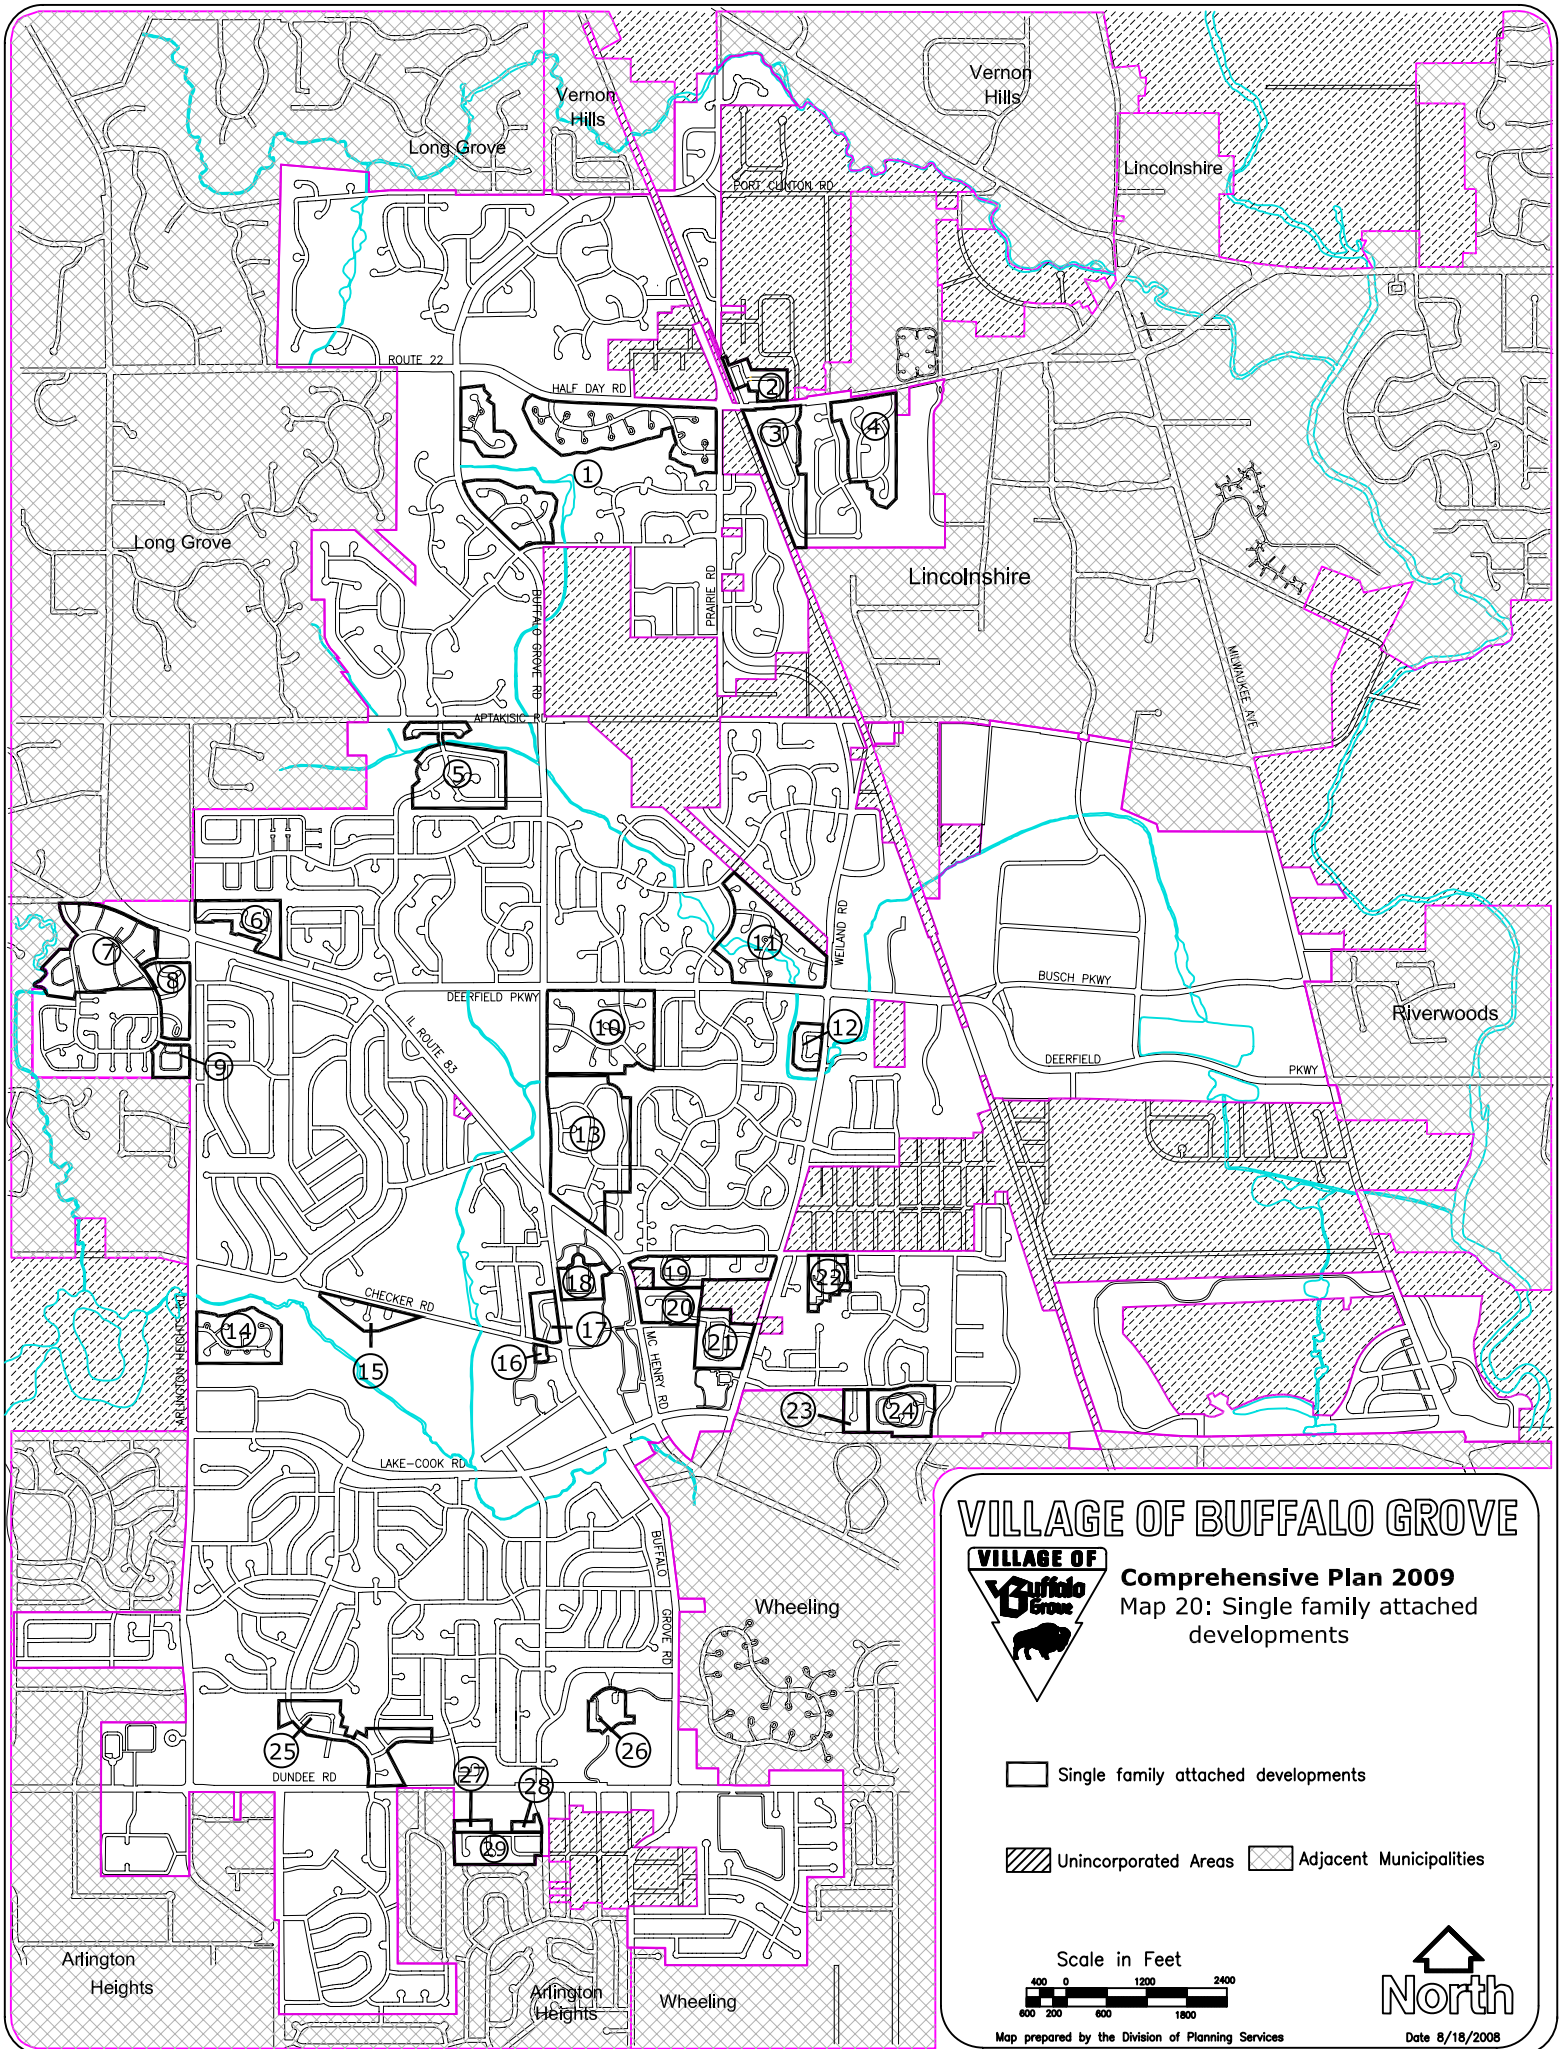 Vernon
Hills
Vernon
Hills
Long Grove
Lincolnshire
PORT CLINTON RD
ROUTE 22
HALF DAY RD
2
3
4
1
Long Grove
Lincolnshire
BUFFALO GROVE RD
PRAIRIE RD
MILWAUKEE AVE
APTAKISIC RD
5
6
7
8
11
WEILAND RD
BUSCH PKWY
DEERFIELD PKWY
10
12
Riverwoods
IL ROUTE 83
9
DEERFIELD
PKWY
13
18
19
22
CHECKER RD
20
14
17
21
ARLINGTON HEIGHTS RD
15
16
MC HENRY RD
23
24
LAKE-COOK RD
BUFFALO
GROVE RD
Wheeling
25
26
DUNDEE RD
27
28
29
Arlington
Heights
Arlington
Heights
Wheeling
VILLAGE OF BUFFALO GROVE
VILLAGE OF
Buffalo
Grove
Comprehensive Plan 2009
Map 20: Single family attached
developments
Single family attached developments
Unincorporated Areas
Adjacent Municipalities
Scale in Feet
400 0 1200 2400
600 200 600 1800
North
Map prepared by the Division of Planning Services
Date 8/18/2008